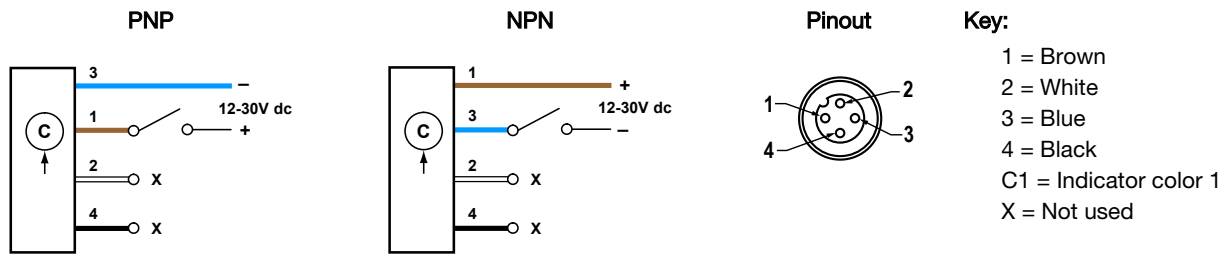 PNP
3
–
12-30V dc
1
+
C
2
X
4
X
NPN
1
+
12-30V dc
3
–
C
2
X
4
X
Pinout
1
2
3
4
Key:
1 = Brown
2 = White
3 = Blue
4 = Black
C1 = Indicator color 1
X = Not used